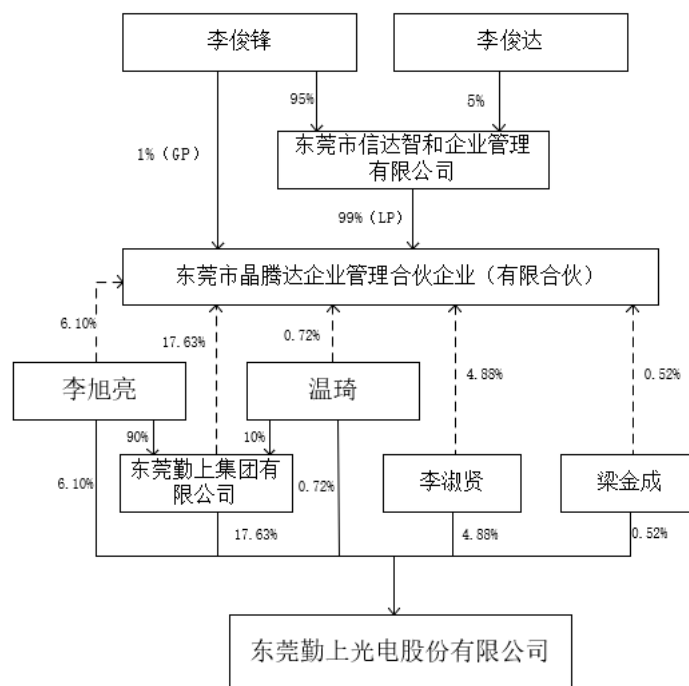 李俊锋
李俊达
95%
5%
1%（GP）
东莞市信达智和企业管理
有限公司
99%（LP）
东莞市晶腾达企业管理合伙企业（有限合伙）
6.10%
17.63%
0.72%
4.88%
0.52%
李旭亮
温琦
90%
10%
东莞勤上集团有
限公司
李淑贤
梁金成
6.10%
0.72%
17.63%
4.88%
0.52%
东莞勤上光电股份有限公司